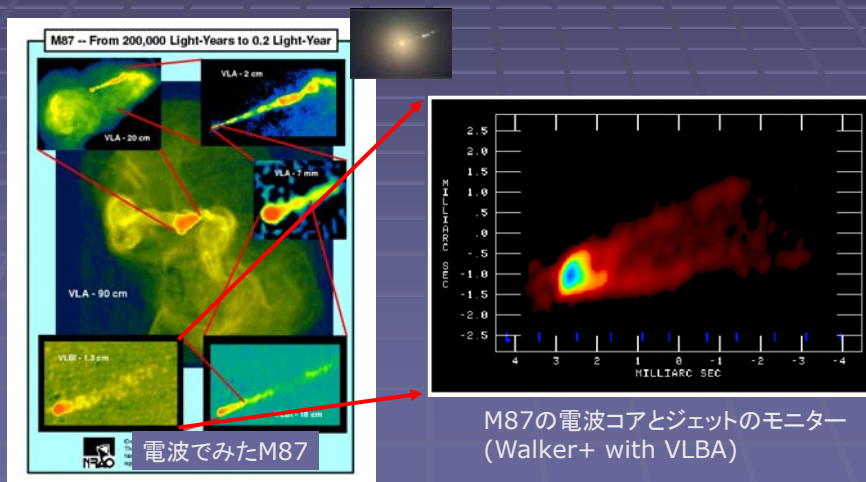 M87 -- From 200,000 Light-Years to 0.2 Light-Year
VLA - 20 cm
VLA - 2 cm
VLA - 7 mm
VLA - 90 cm
VLBI - 1.3 cm
VLBI - 18 cm
NRAO
電波でみたM87
MILLIARC SEC
2.5
2.0
1.5
1.0
.5
.0
-.5
-1.0
-1.5
-2.0
-2.5
4 3 2 1 0 -1 -2 -3 -4
MILLIARC SEC
M87の電波コアとジェットのモニター
(Walker+ with VLBA)